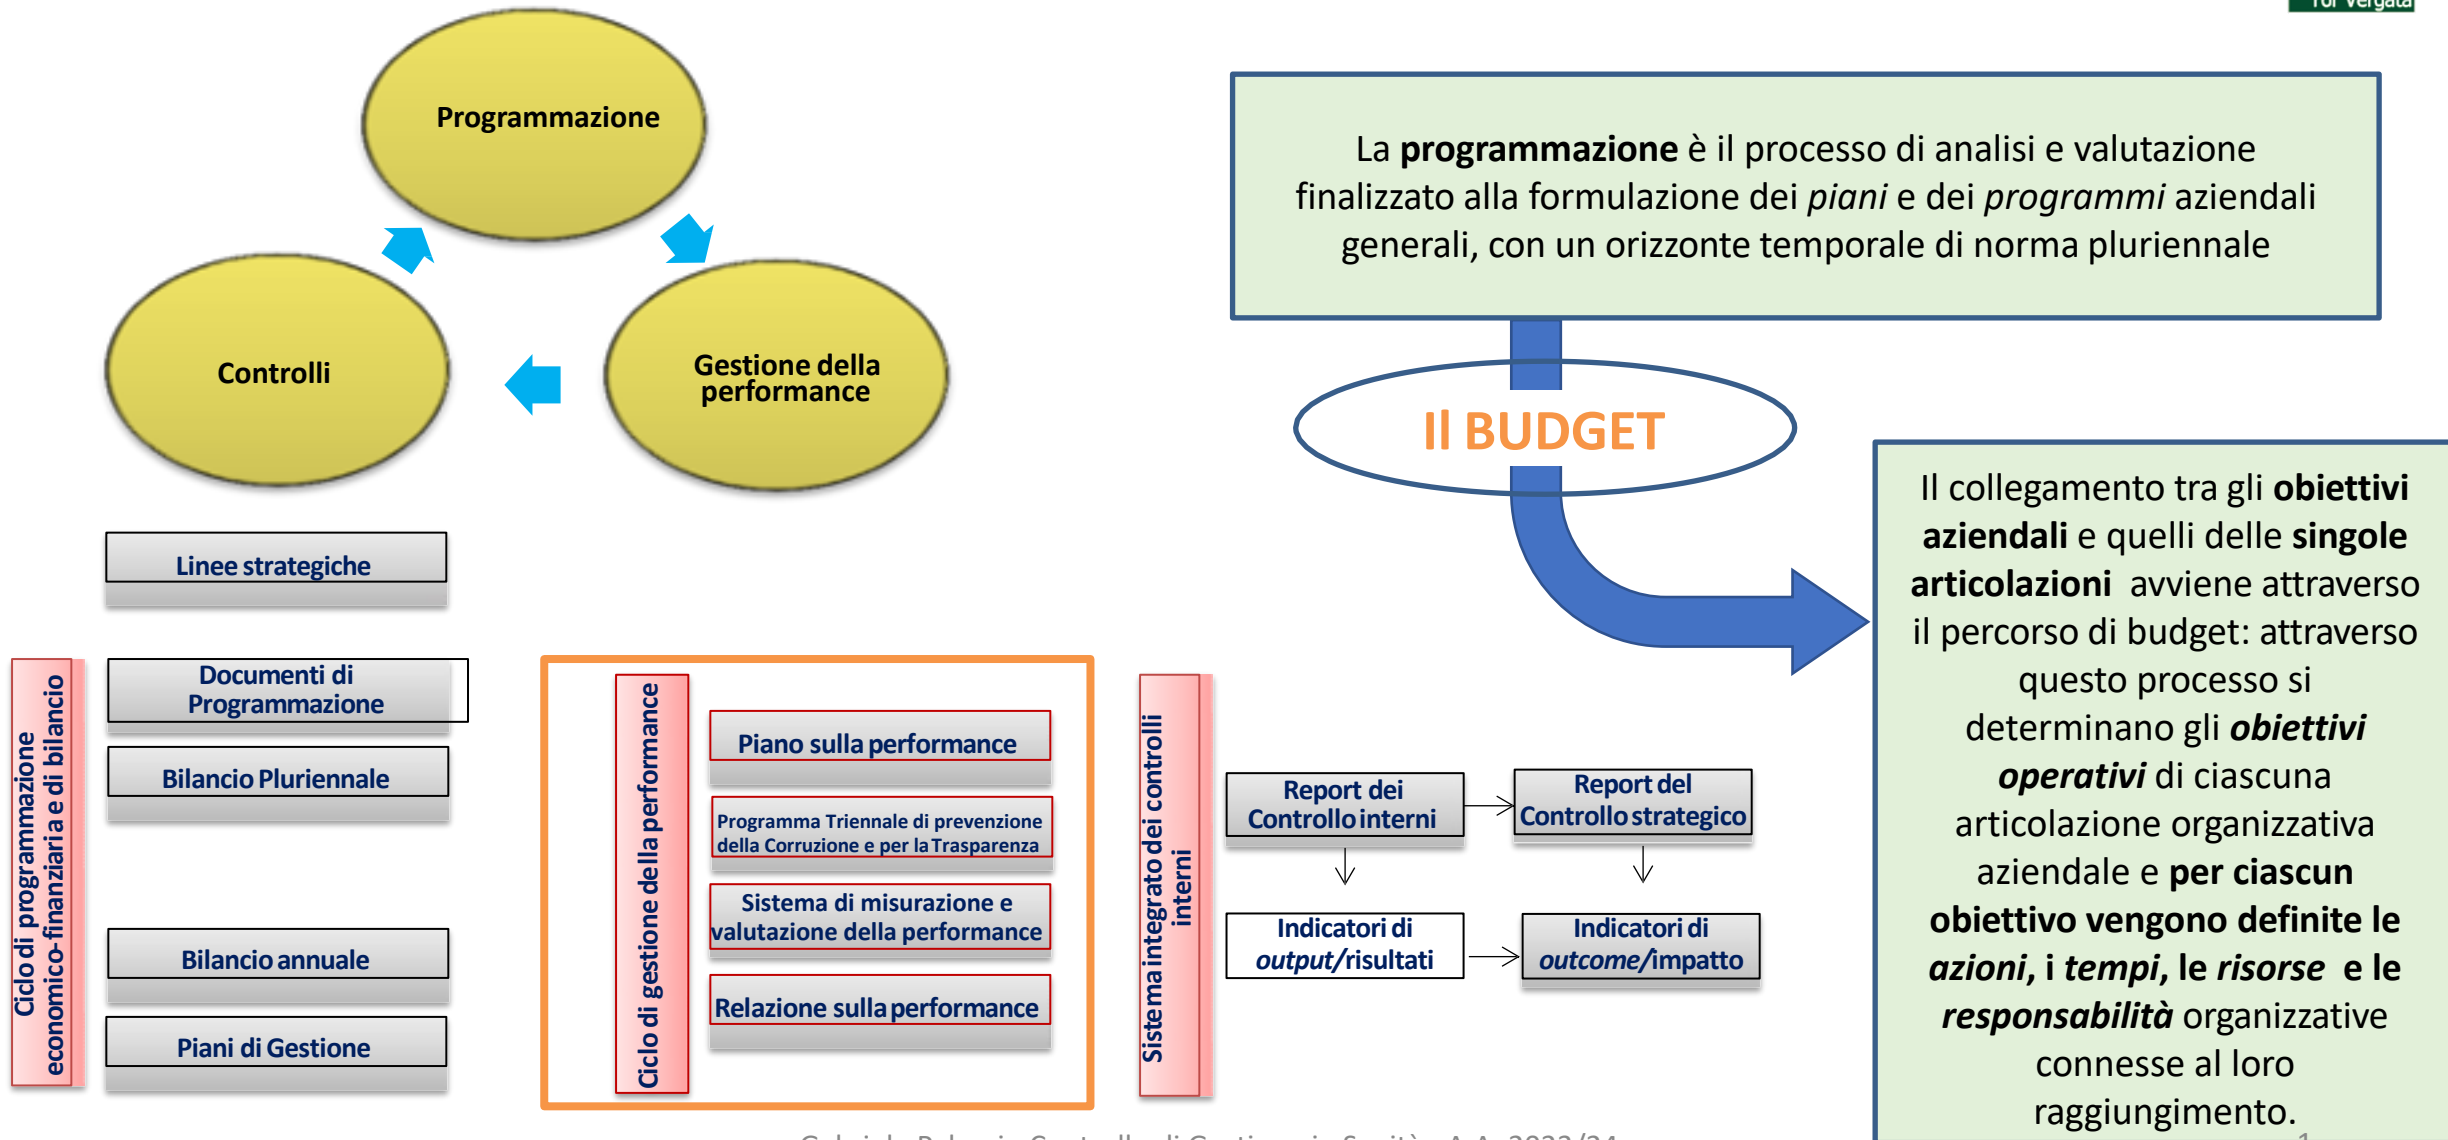 Tor Vergata
Programmazione
Controlli
Gestione della
performance
Linee strategiche
Ciclo di programmazione
economico-finanziaria e di bilancio
Documenti di
Programmazione
Bilancio Pluriennale
Bilancio annuale
Piani di Gestione
Ciclo di gestione della performance
Piano sulla performance
Programma Triennale di prevenzione
della Corruzione e per la Trasparenza
Sistema di misurazione e
valutazione della performance
Relazione sulla performance
Sistema integrato dei controlli
interni
Report dei
Controllo interni
Report del
Controllo strategico
Indicatori di
output/risultati
Indicatori di
outcome/impatto
La programmazione è il processo di analisi e valutazione
finalizzato alla formulazione dei piani e dei programmi aziendali
generali, con un orizzonte temporale di norma pluriennale
Il BUDGET
Il collegamento tra gli obiettivi
aziendali e quelli delle singole
articolazioni avviene attraverso
il percorso di budget: attraverso
questo processo si
determinano gli obiettivi
operativi di ciascuna
articolazione organizzativa
aziendale e per ciascun
obiettivo vengono definite le
azioni, i tempi, le risorse e le
responsabilità organizzative
connesse al loro
raggiungimento.